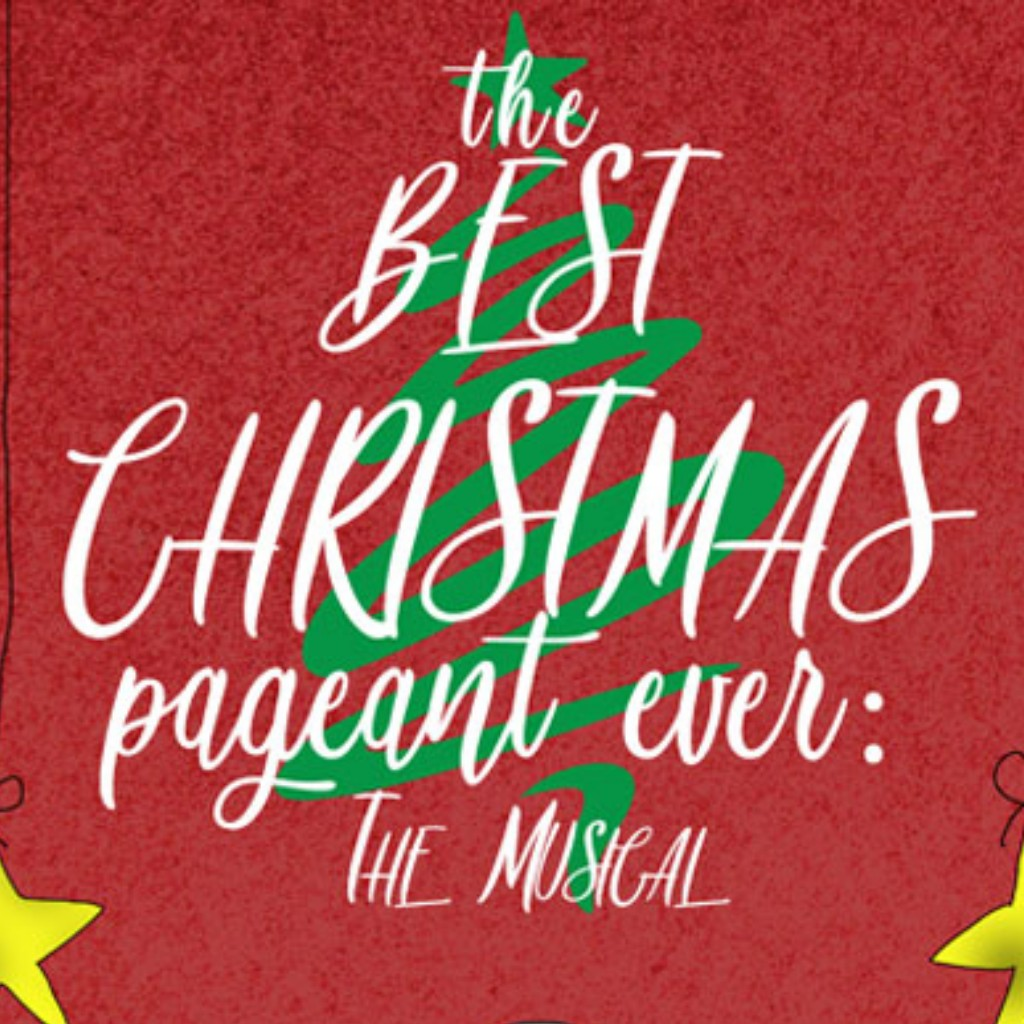 the
BEST
CHRISTMAS
pageant ever:
THE MUSICAL